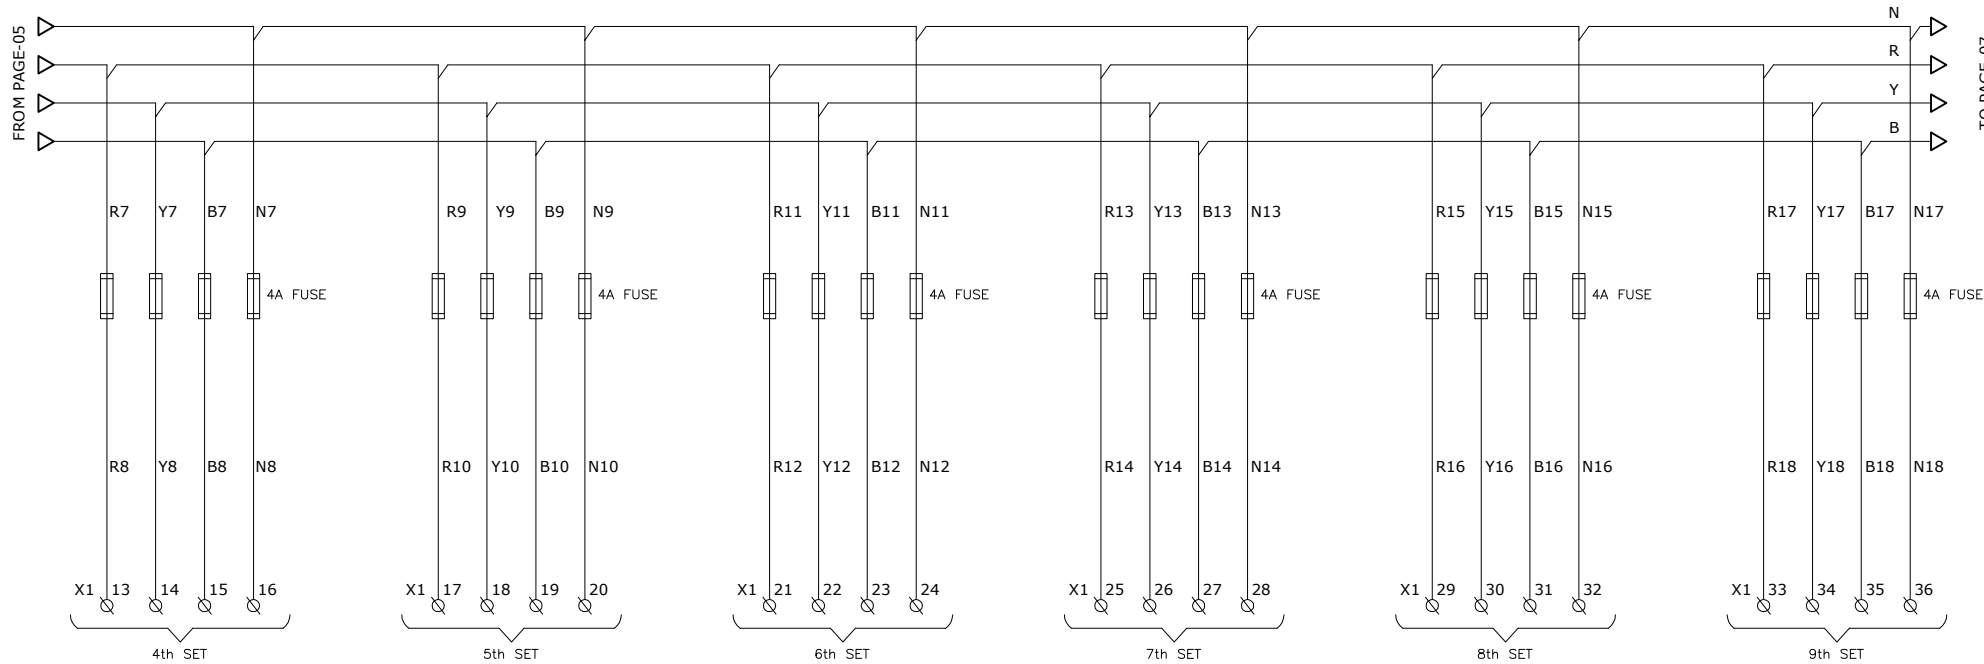 FROM PAGE-05
N
R
Y
B
R7 Y7 B7 N7 R9 Y9 B9 N9 R11 Y11 B11 N11 R13 Y13 B13 N13 R15 Y15 B15 N15 R17 Y17 B17 N17
4A FUSE 4A FUSE 4A FUSE 4A FUSE 4A FUSE 4A FUSE
R8 Y8 B8 N8 R10 Y10 B10 N10 R12 Y12 B12 N12 R14 Y14 B14 N14 R16 Y16 B16 N16 R18 Y18 B18 N18
X1 13 14 15 16 X1 17 18 19 20 X1 21 22 23 24 X1 25 26 27 28 X1 29 30 31 32 X1 33 34 35 36
4th SET 5th SET 6th SET 7th SET 8th SET 9th SET